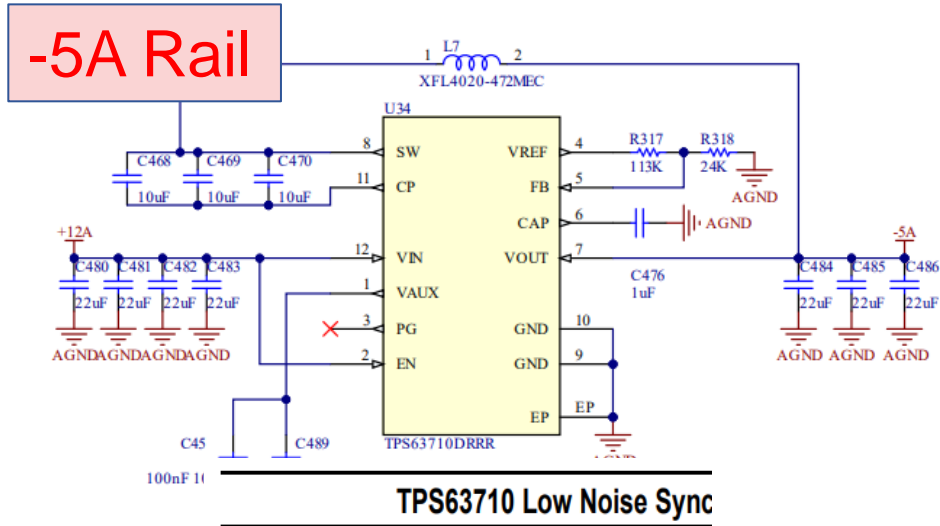 -5A Rail
1 L7 2
XFL4020-472MEC
U34
8 SW VREF 4 R317 R318
113K 24K
C468 C469 C470
11 CP FB 5
10uF 10uF 10uF
AGND
CAP 6 AGND
+12A -5A
12 VIN VOUT 7
C480 C481 C482 C483 C476 C484 C485 C486
1 VAUX 1uF
22uF 22uF 22uF 22uF 22uF 22uF 22uF
3 PG GND 10
AGND AGND AGND AGND AGND AGND AGND
2 EN GND 9
EP EP
C45 C489 TPS63710DRRR
100nF
TPS63710 Low Noise Sync